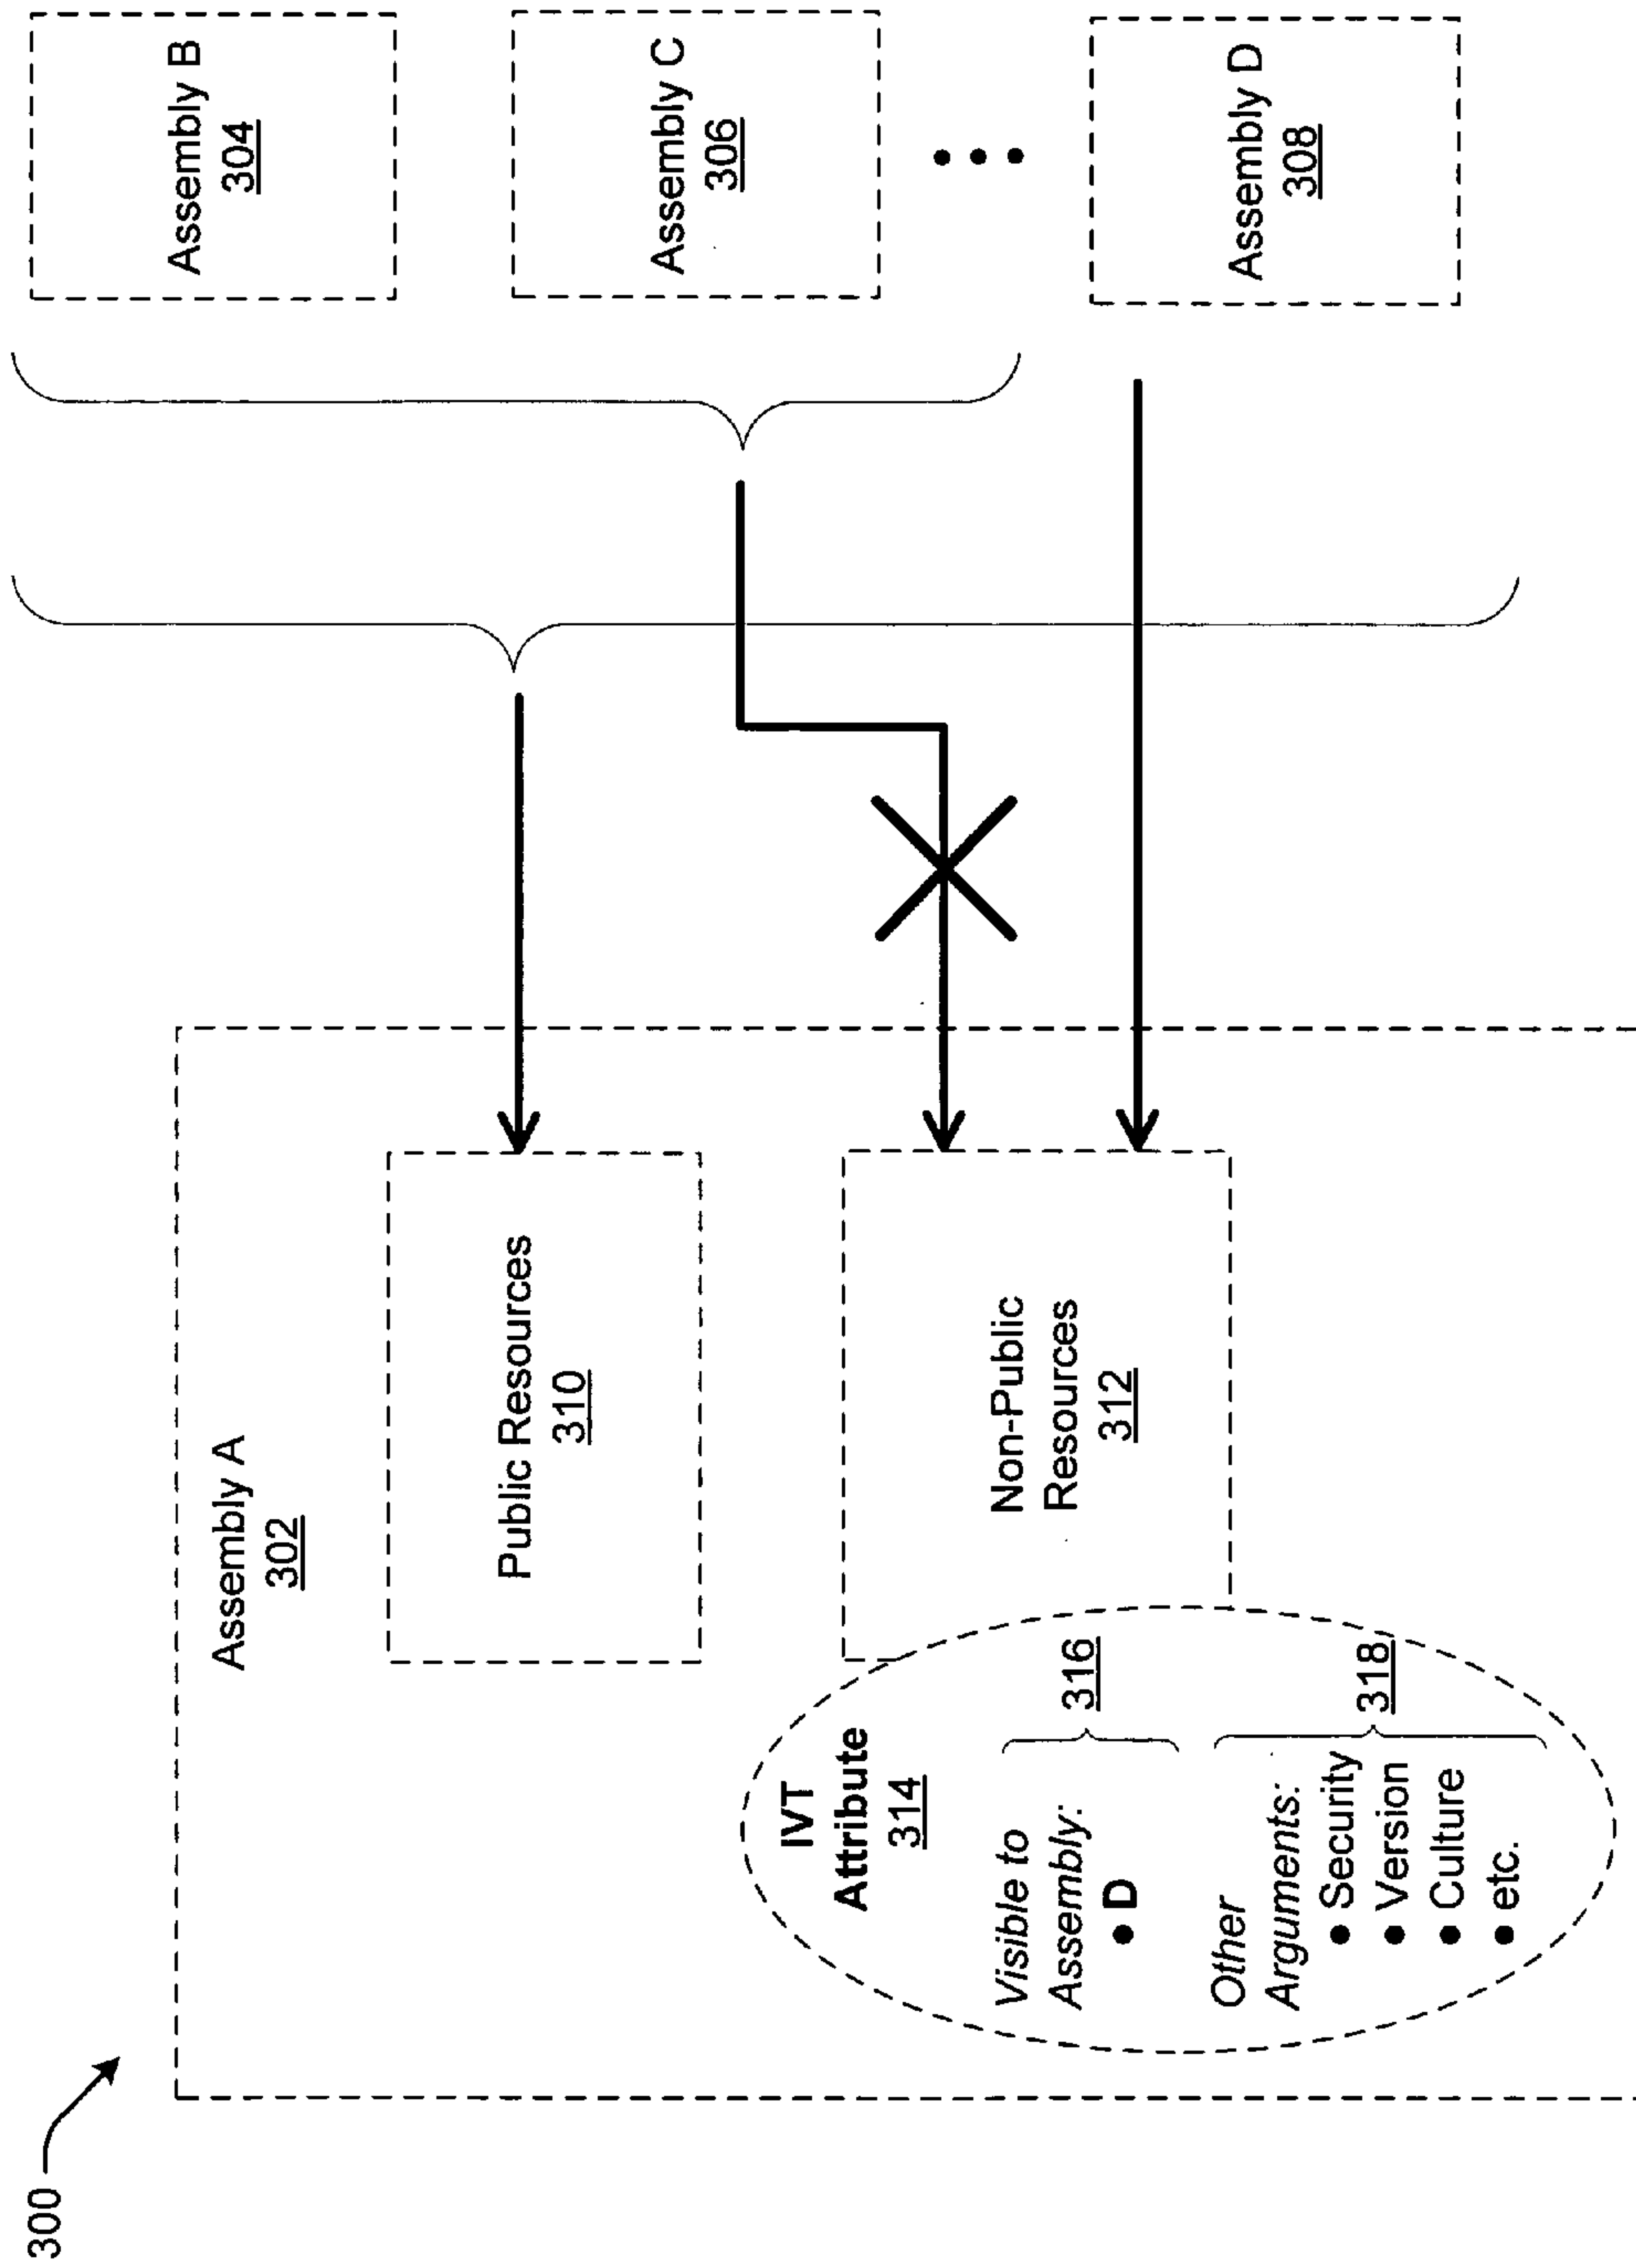 300
Assembly A
302
Public Resources
310
Non-Public
Resources
312
IVT
Attribute
314
Visible to
Assembly:
• D
316
Other
Arguments:
• Security
• Version
• Culture
• etc.
318
Assembly B
304
Assembly C
306
Assembly D
308